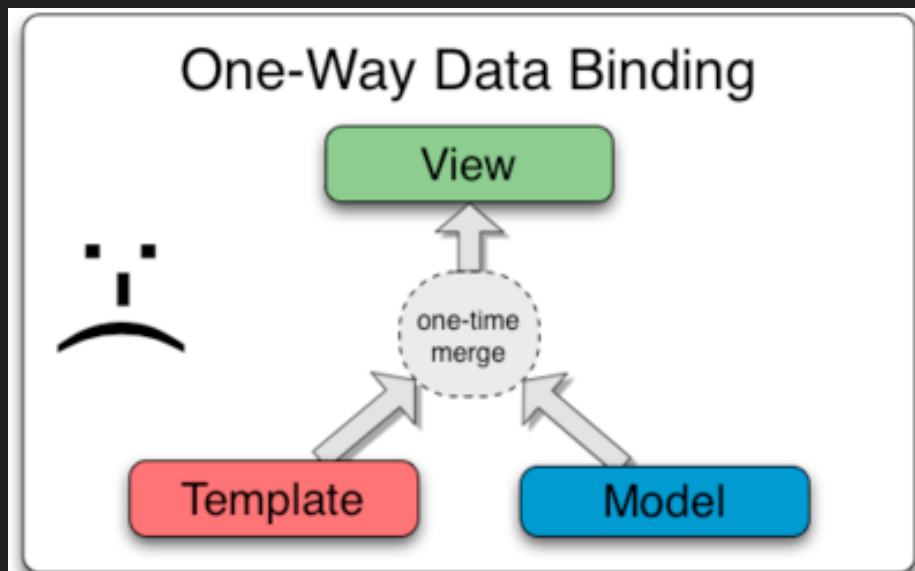 One-Way Data Binding
View
one-time
merge
Template
Model